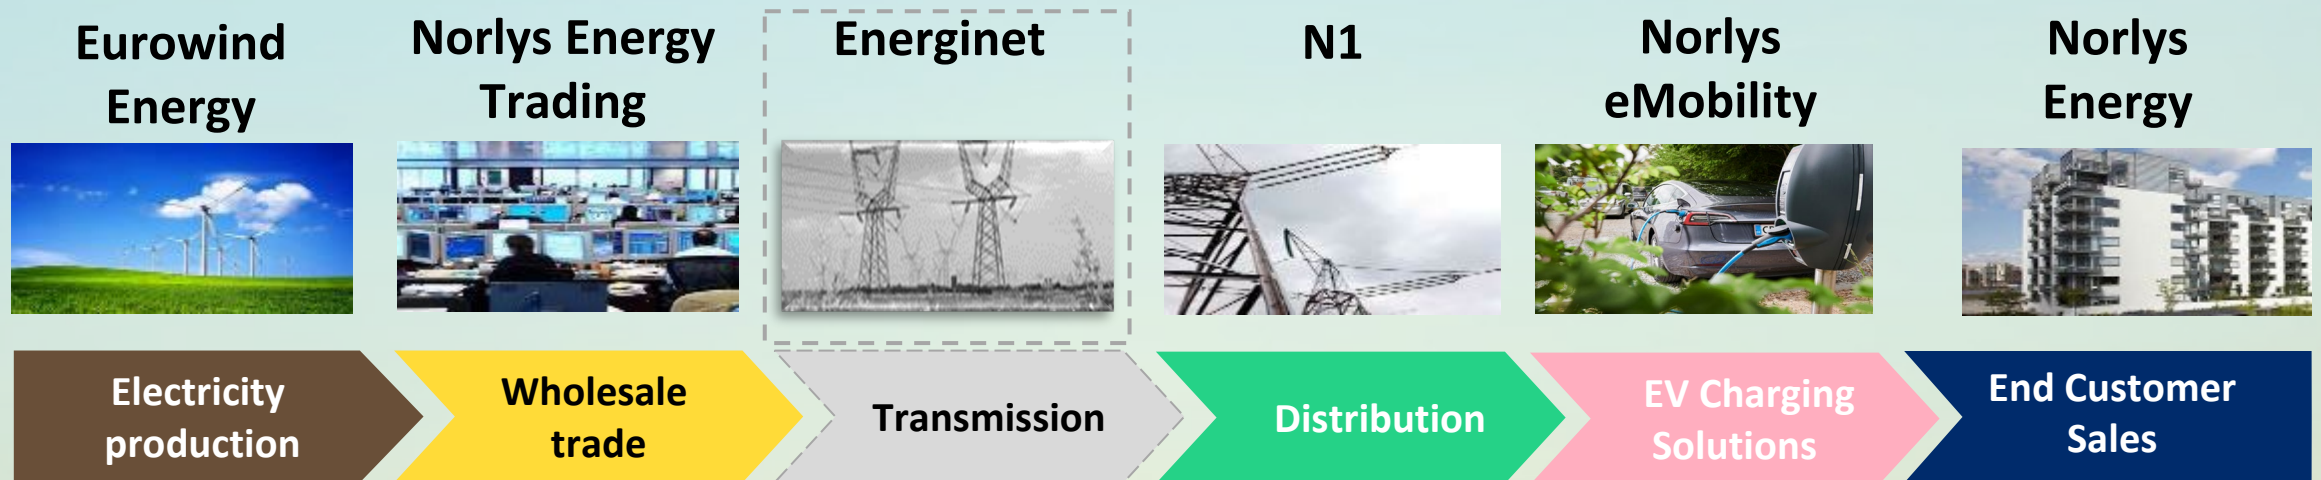 Eurowind
Energy
Norlys Energy
Trading
Energinet
N1
Norlys
eMobility
Norlys
Energy
Electricity
production
Wholesale
trade
Transmission
Distribution
EV Charging
Solutions
End Customer
Sales